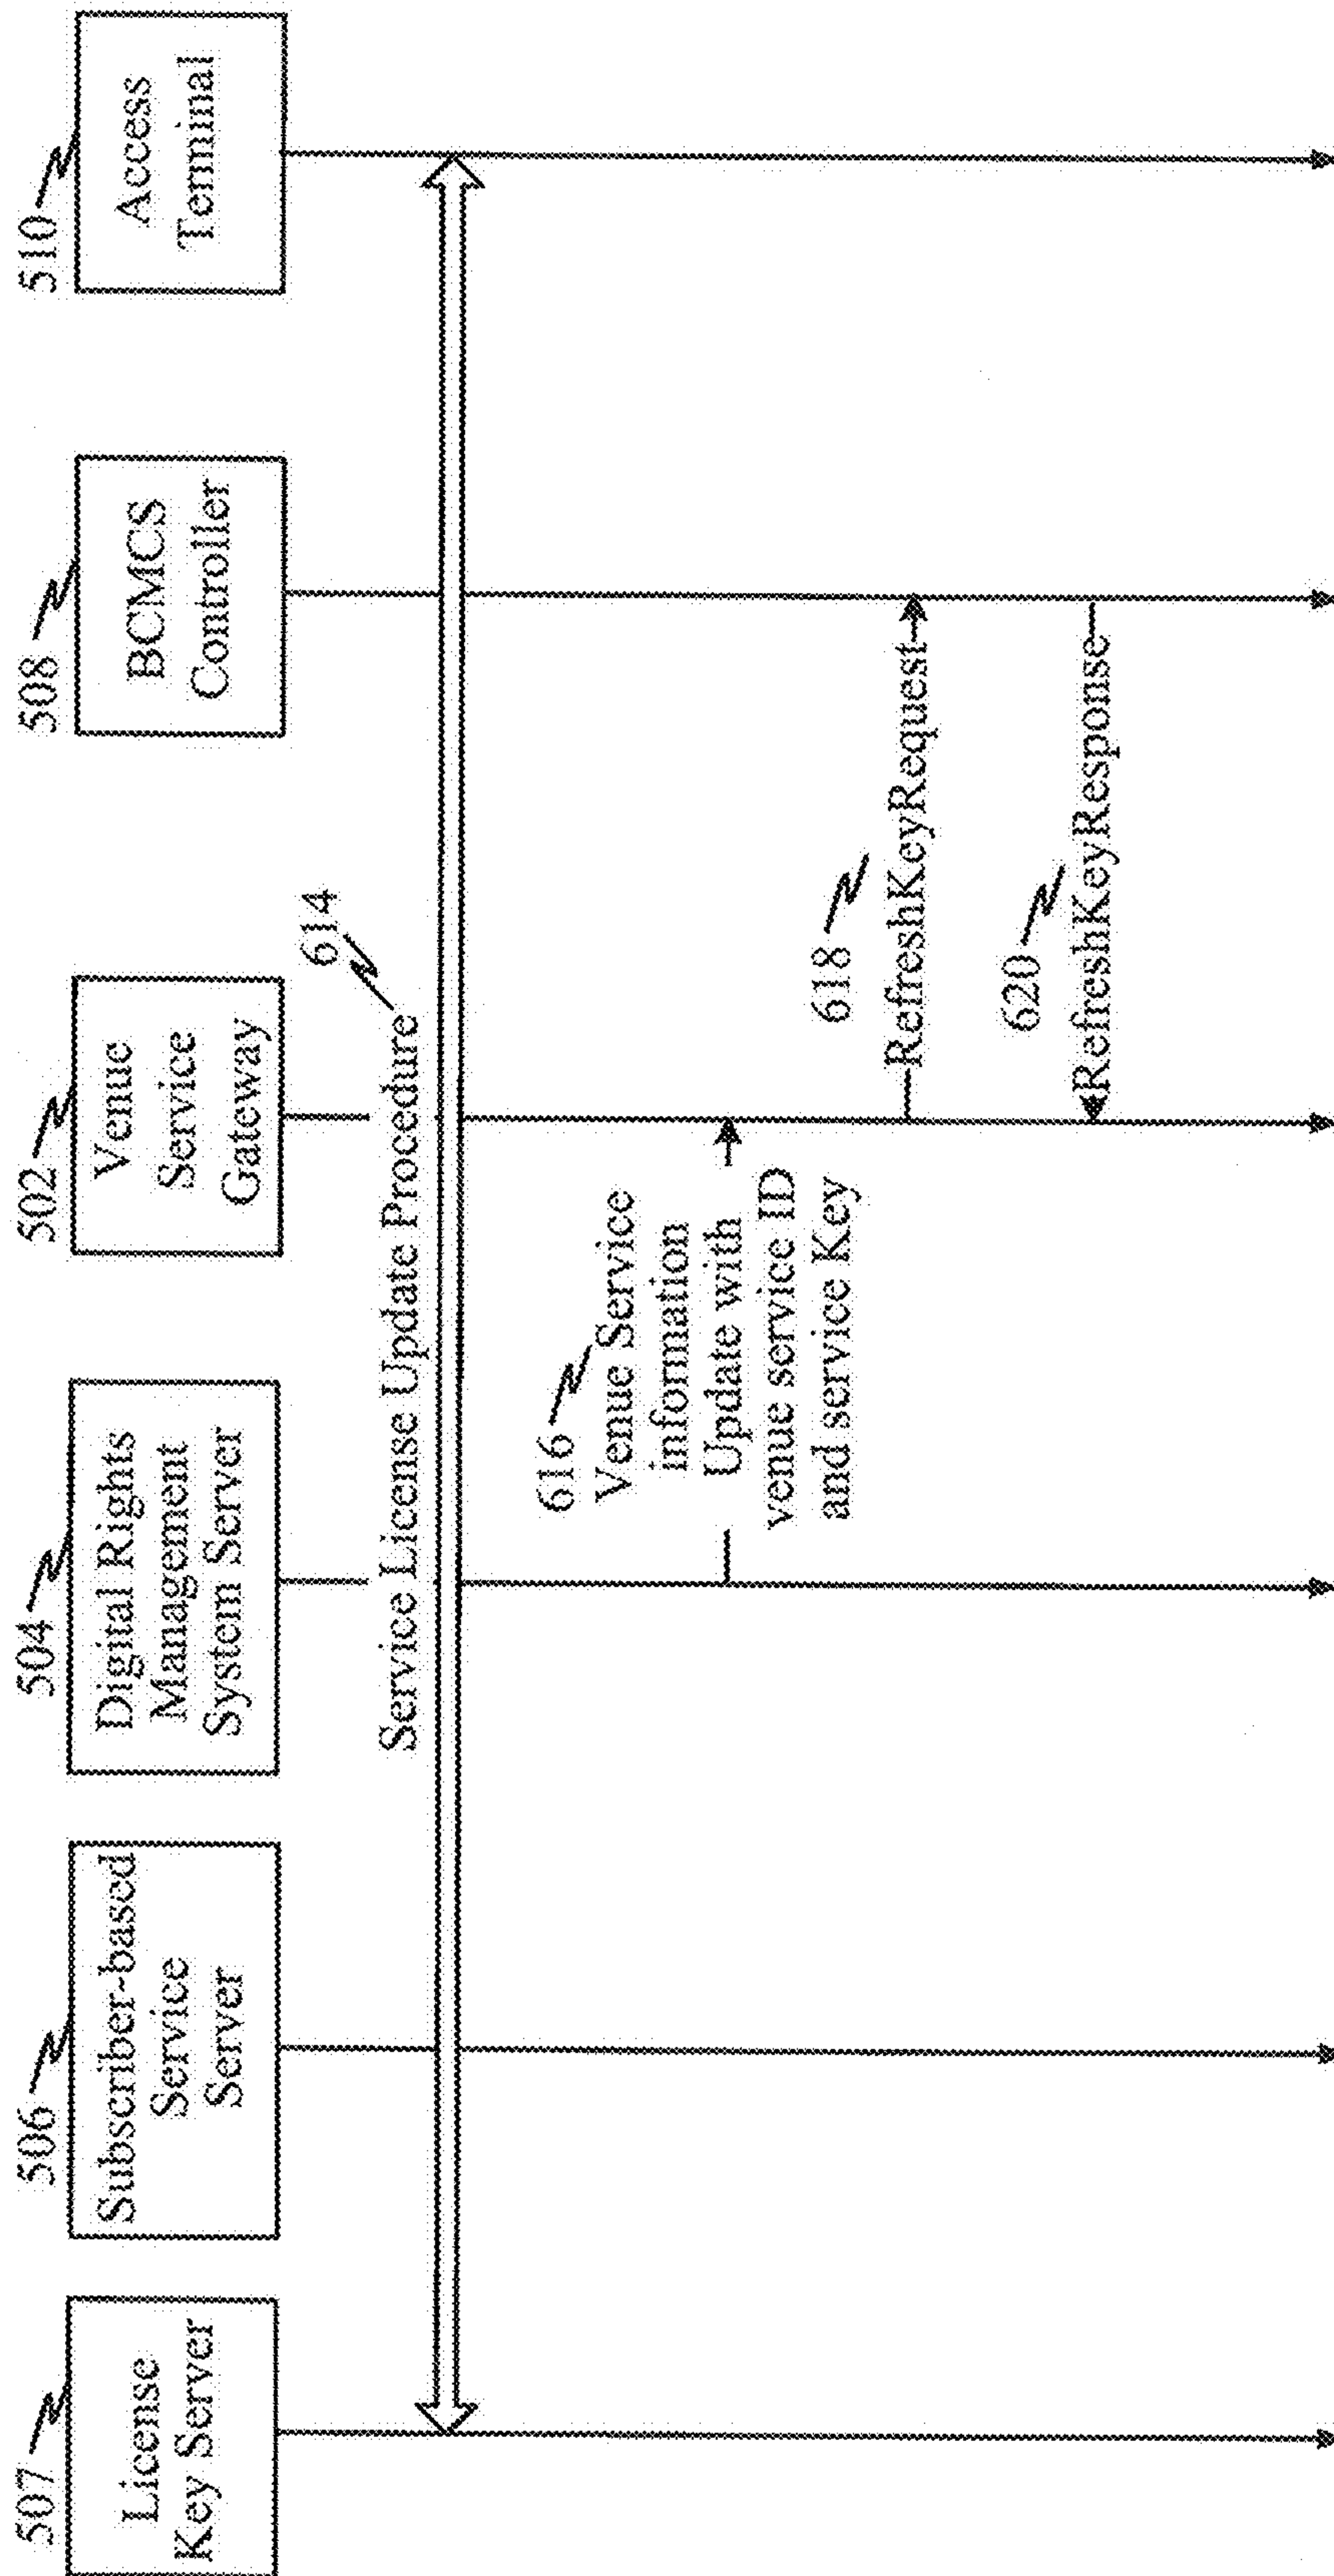 507
License
Key Server
506
Subscriber-based
Service
Server
504
Digital Rights
Management
System Server
502
Venue
Service
Gateway
508
BCMCS
Controller
510
Access
Terminal
614
Service License Update Procedure
616
Venue Service
information
Update with
venue service ID
and service Key
618
RefreshKeyRequest
620
RefreshKeyResponse